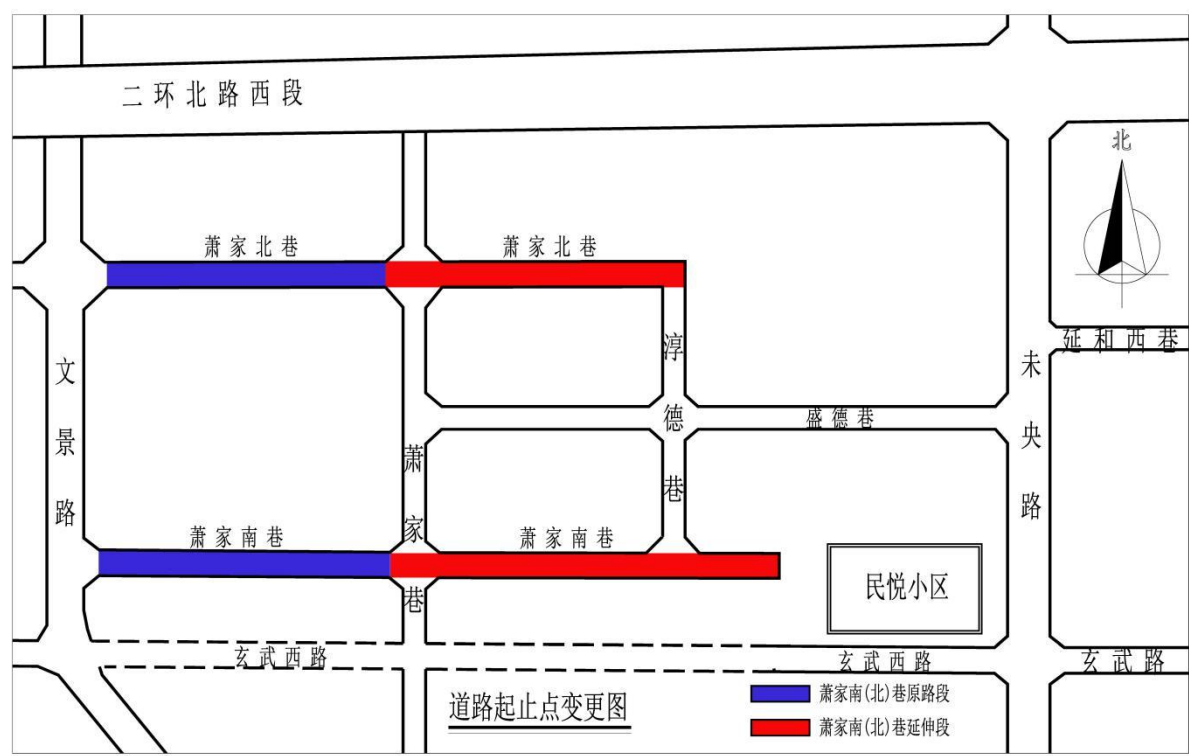 二环北路西段
北
萧家北巷
萧家北巷
延和西巷
文景路
淳德巷
未央路
盛德巷
萧家巷
萧家南巷
萧家南巷
民悦小区
玄武西路
玄武西路
玄武路
道路起止点变更图
萧家南(北)巷原路段
萧家南(北)巷延伸段